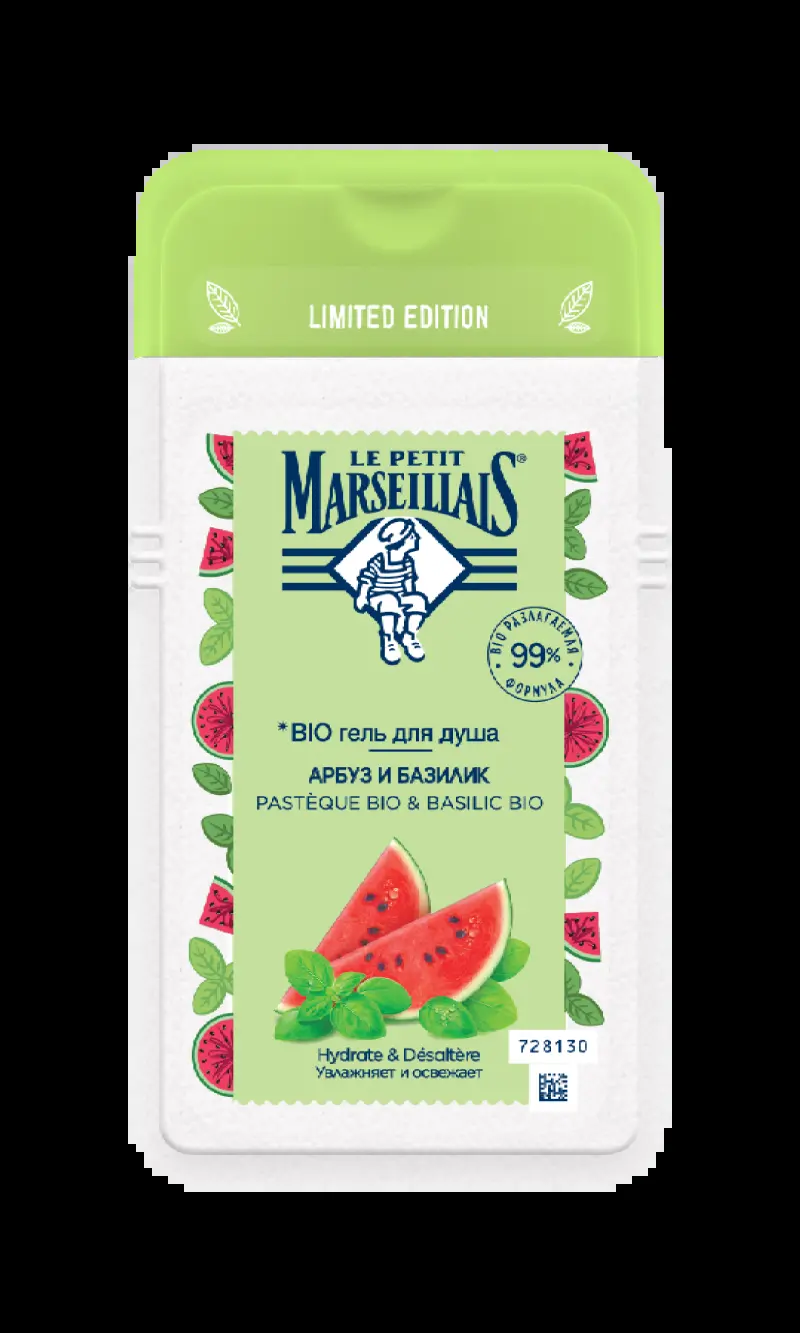 LIMITED EDITION
LE PETIT
MARSEILLAIS®
BIO РАЗЛАГАЕМАЯ
99%
ФОРМУЛА
*BIO гель для душа
АРБУЗ И БАЗИЛИК
PASTÈQUE BIO & BASILIC BIO
Hydrate & Désaltère
Увлажняет и освежает
728130